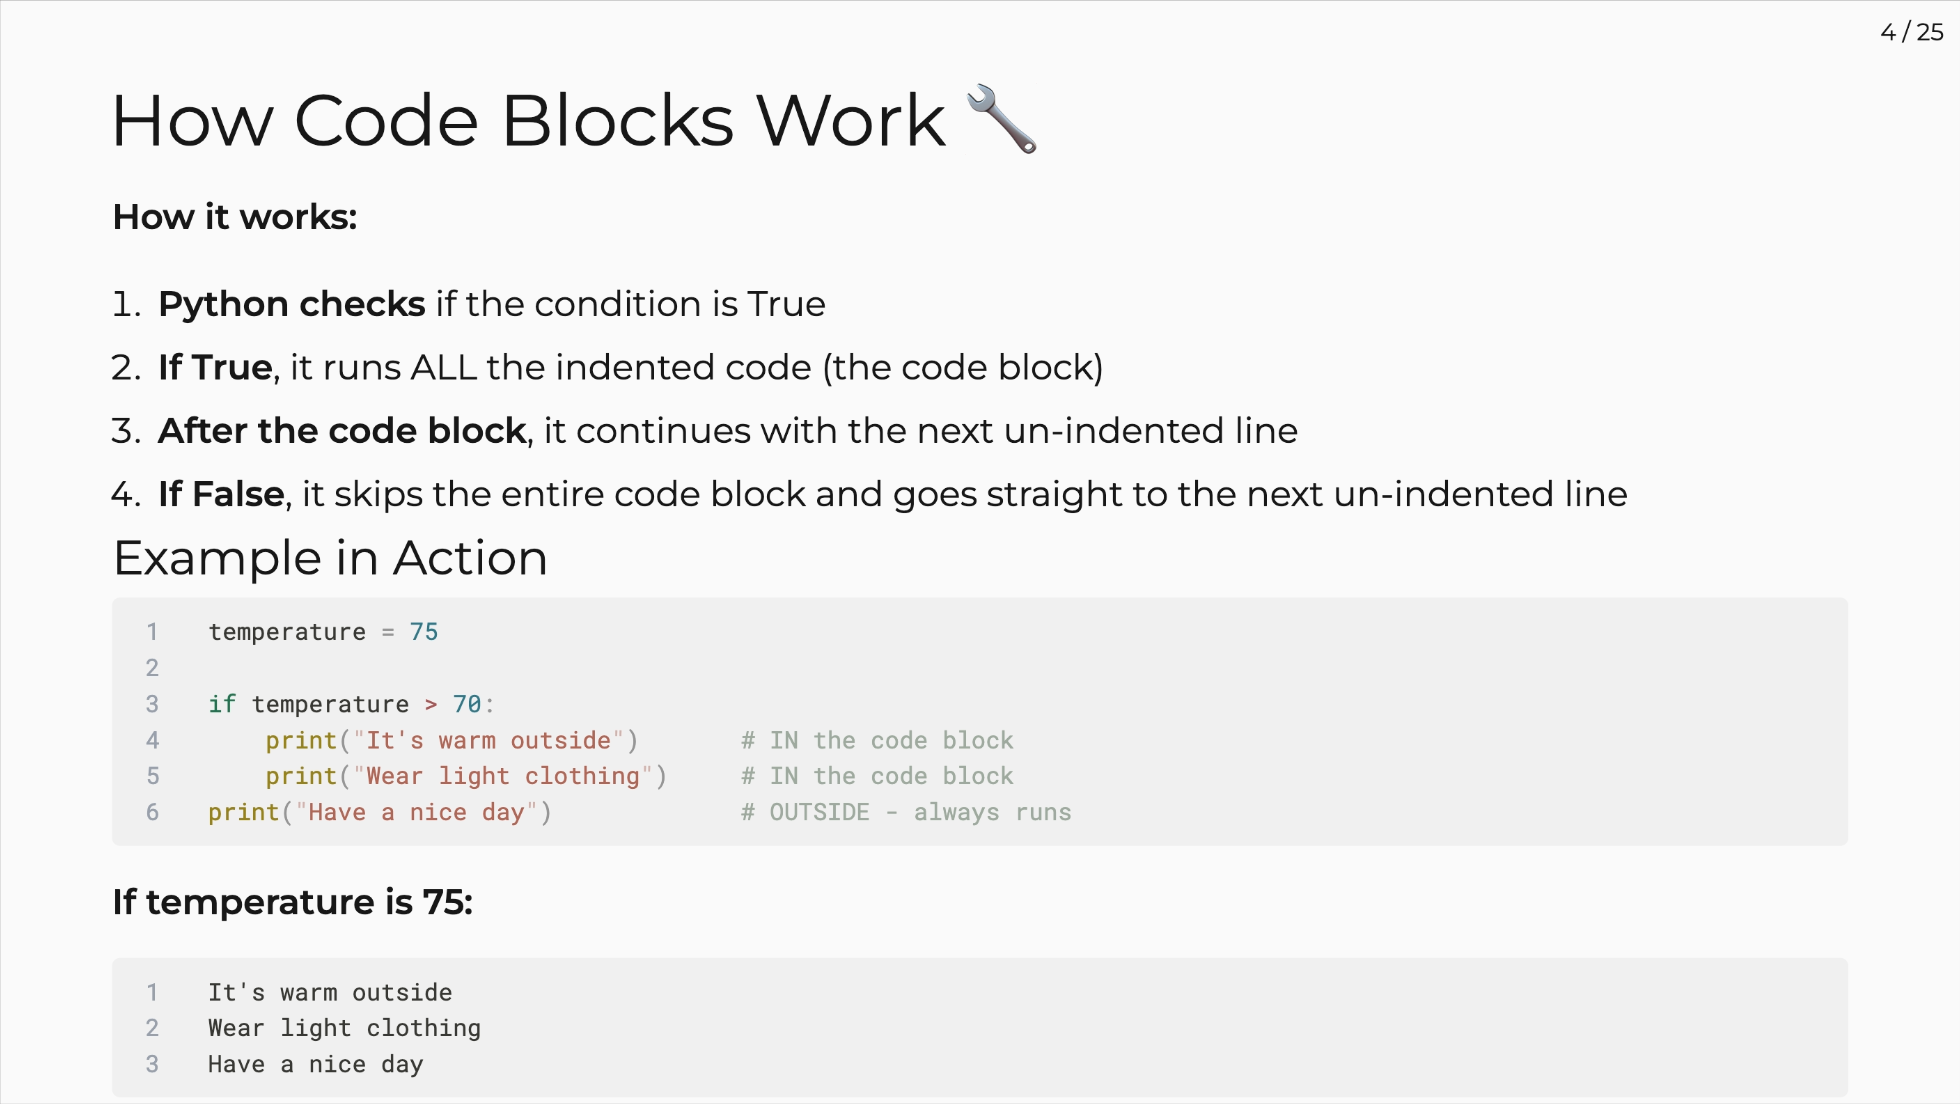 4 / 25
How Code Blocks Work 🔧
How it works:
1. Python checks if the condition is True
2. If True, it runs ALL the indented code (the code block)
3. After the code block, it continues with the next un-indented line
4. If False, it skips the entire code block and goes straight to the next un-indented line
Example in Action
1 temperature = 75
2
3 if temperature > 70:
4     print("It's warm outside")       # IN the code block
5     print("Wear light clothing")     # IN the code block
6 print("Have a nice day")             # OUTSIDE - always runs
If temperature is 75:
1 It's warm outside
2 Wear light clothing
3 Have a nice day